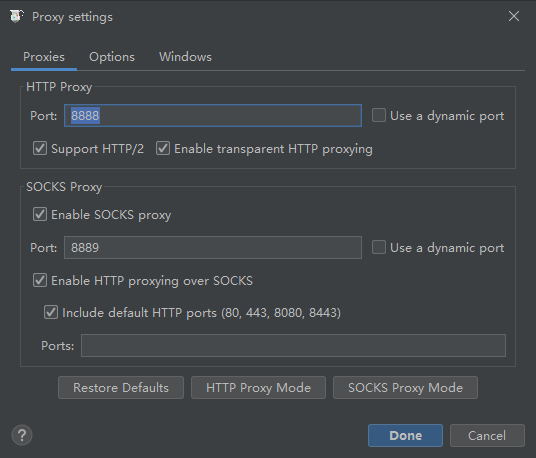 Proxy settings
Proxies Options Windows
HTTP Proxy
Port: 8888 Use a dynamic port
Support HTTP/2 Enable transparent HTTP proxying
SOCKS Proxy
Enable SOCKS proxy
Port: 8889 Use a dynamic port
Enable HTTP proxying over SOCKS
Include default HTTP ports (80, 443, 8080, 8443)
Ports:
Restore Defaults HTTP Proxy Mode SOCKS Proxy Mode
? Done Cancel